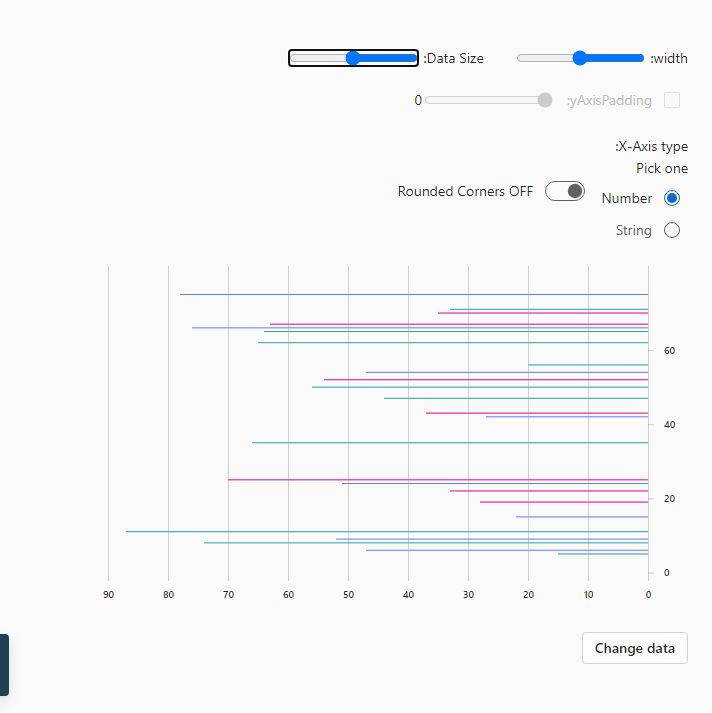 :width
:Data Size
:yAxisPadding
0
:X-Axis type
Pick one
Number
Rounded Corners OFF
String
60
40
20
0
90 80 70 60 50 40 30 20 10 0
Change data